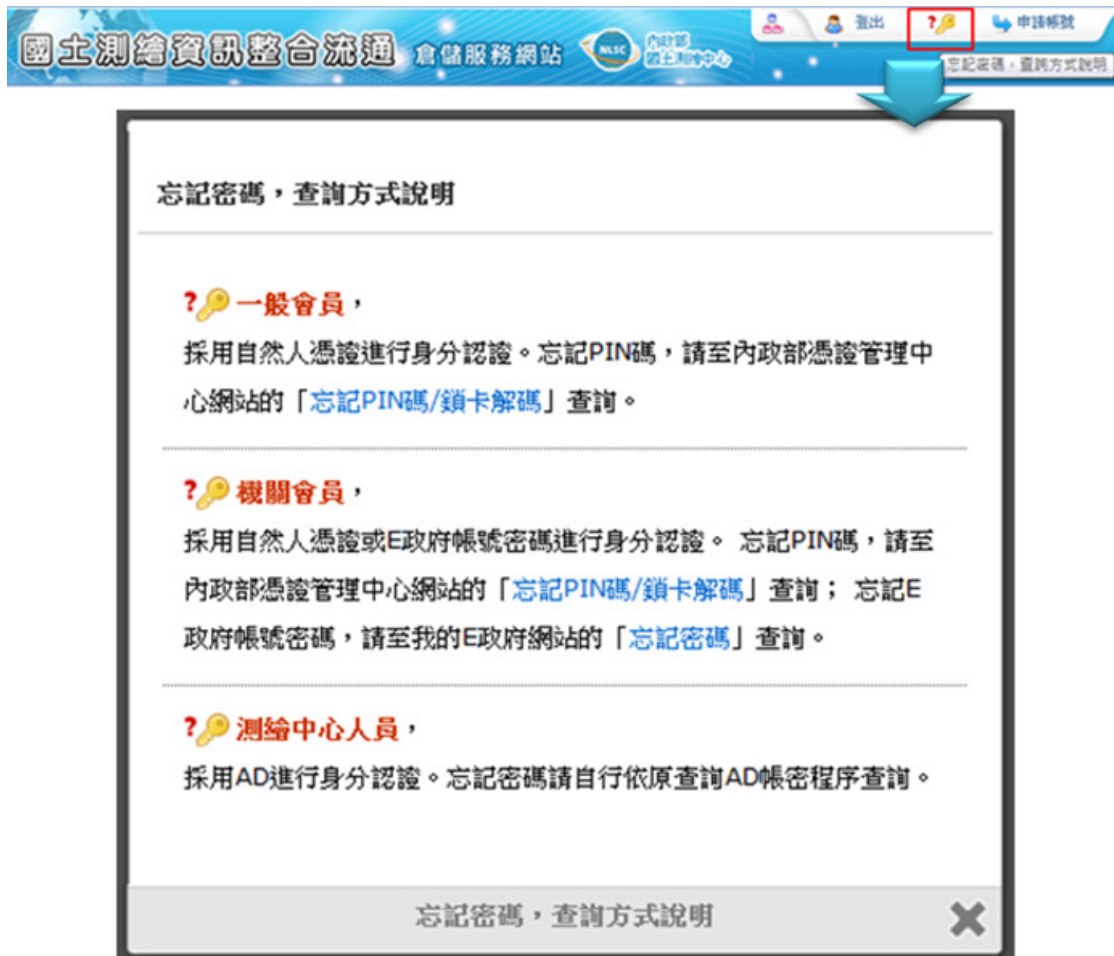 國土測繪資訊整合流通 倉儲服務網站 NLSC 內政部 國土測繪中心
登出 ? 申請帳號
忘記密碼,查詢方式說明
忘記密碼,查詢方式說明
? 一般會員,
採用自然人憑證進行身分認證。忘記PIN碼,請至內政部憑證管理中
心網站的「忘記PIN碼/鎖卡解碼」查詢。
? 機關會員,
採用自然人憑證或E政府帳號密碼進行身分認證。 忘記PIN碼,請至
內政部憑證管理中心網站的「忘記PIN碼/鎖卡解碼」查詢; 忘記E
政府帳號密碼,請至我的E政府網站的「忘記密碼」查詢。
? 測繪中心人員,
採用AD進行身分認證。忘記密碼請自行依原查詢AD帳密程序查詢。
忘記密碼,查詢方式說明